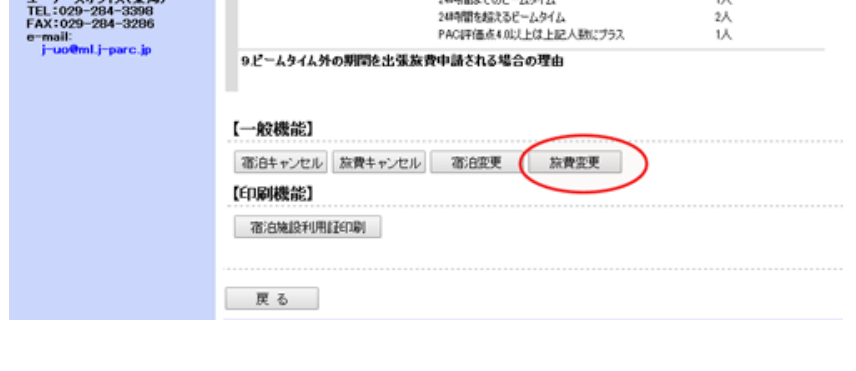 TEL:029-284-3398
FAX:029-284-3286
e-mail:
j-uo@ml.j-parc.jp
24時間を超えるビームタイム 2人
PAC評価点4.0以上は上記人数にプラス 1人
9.ビームタイム外の期間を出張旅費申請される場合の理由
【一般機能】
宿泊キャンセル 旅費キャンセル 宿泊変更 旅費変更
【印刷機能】
宿泊施設利用証印刷
戻る